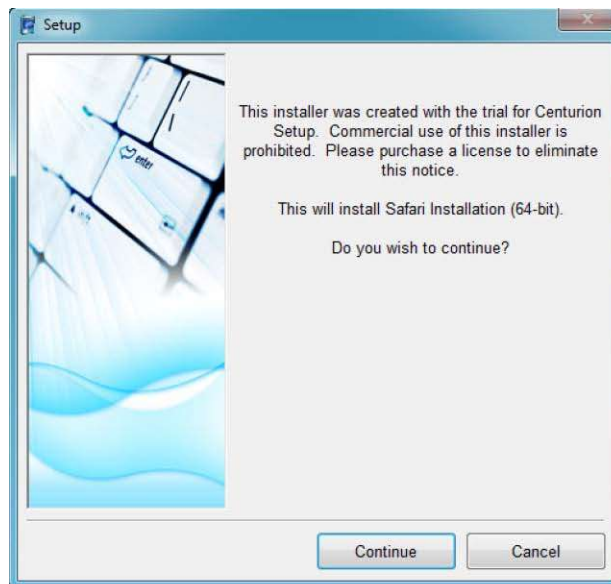 Setup
enter
This installer was created with the trial for Centurion
Setup. Commercial use of this installer is
prohibited. Please purchase a license to eliminate
this notice.
This will install Safari Installation (64-bit).
Do you wish to continue?
Continue
Cancel